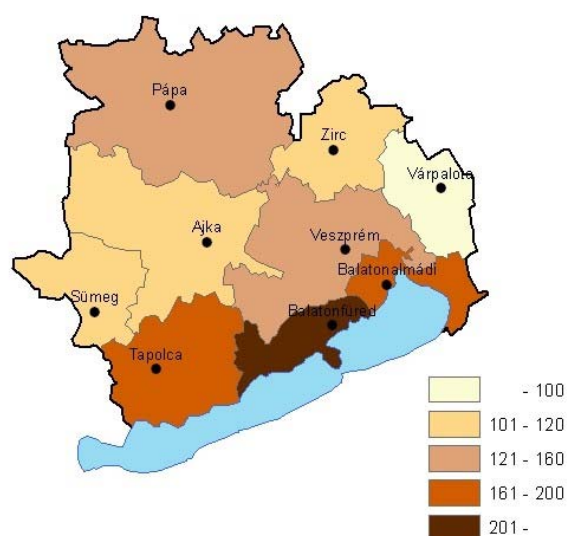 Pápa
Zirc
Várpalota
Ajka
Veszprém
Balatonalmádi
Sümeg
Balatonfüred
Tapolca
- 100
101 - 120
121 - 160
161 - 200
201 -